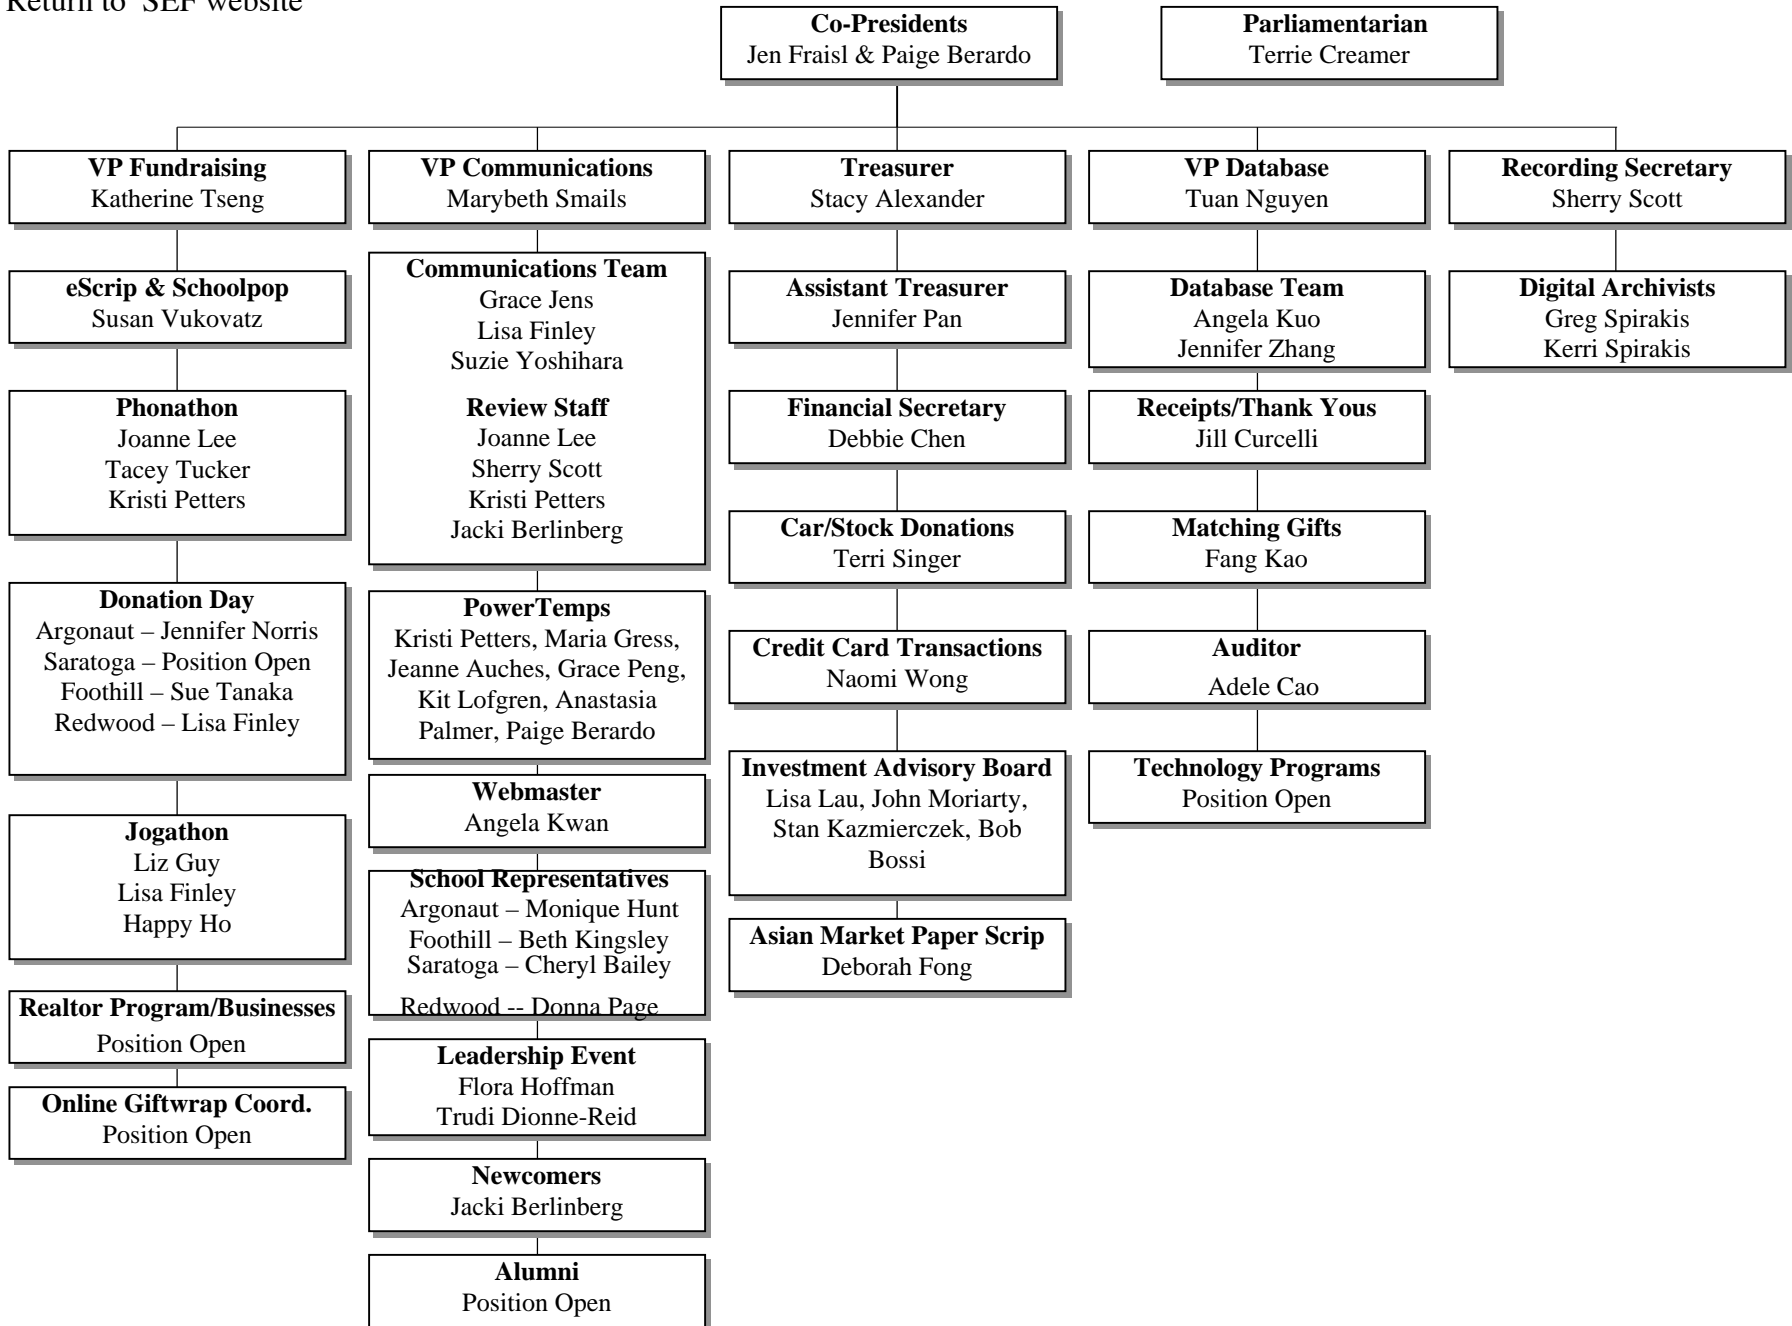 Return to SEF website
Co-Presidents
Jen Fraisl & Paige Berardo
Parliamentarian
Terrie Creamer
VP Fundraising
Katherine Tseng
eScrip & Schoolpop
Susan Vukovatz
Phonathon
Joanne Lee
Tacey Tucker
Kristi Petters
Donation Day
Argonaut – Jennifer Norris
Saratoga – Position Open
Foothill – Sue Tanaka
Redwood – Lisa Finley
Jogathon
Liz Guy
Lisa Finley
Happy Ho
Realtor Program/Businesses
Position Open
Online Giftwrap Coord.
Position Open
VP Communications
Marybeth Smails
Communications Team
Grace Jens
Lisa Finley
Suzie Yoshihara
Review Staff
Joanne Lee
Sherry Scott
Kristi Petters
Jacki Berlinberg
PowerTemps
Kristi Petters, Maria Gress,
Jeanne Auches, Grace Peng,
Kit Lofgren, Anastasia
Palmer, Paige Berardo
Webmaster
Angela Kwan
School Representatives
Argonaut – Monique Hunt
Foothill – Beth Kingsley
Saratoga – Cheryl Bailey
Redwood -- Donna Page
Leadership Event
Flora Hoffman
Trudi Dionne-Reid
Newcomers
Jacki Berlinberg
Alumni
Position Open
Treasurer
Stacy Alexander
Assistant Treasurer
Jennifer Pan
Financial Secretary
Debbie Chen
Car/Stock Donations
Terri Singer
Credit Card Transactions
Naomi Wong
Investment Advisory Board
Lisa Lau, John Moriarty,
Stan Kazmierczek, Bob
Bossi
Asian Market Paper Scrip
Deborah Fong
VP Database
Tuan Nguyen
Database Team
Angela Kuo
Jennifer Zhang
Receipts/Thank Yous
Jill Curcelli
Matching Gifts
Fang Kao
Auditor
Adele Cao
Technology Programs
Position Open
Recording Secretary
Sherry Scott
Digital Archivists
Greg Spirakis
Kerri Spirakis